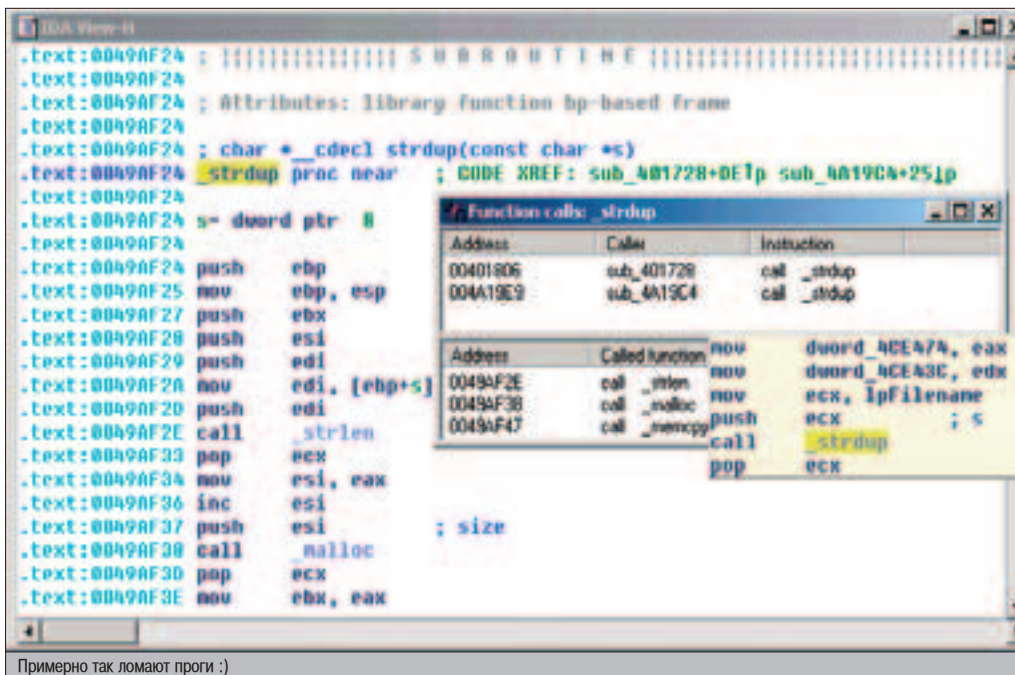 IDA View-A
.text:0049AF24 ; ¦¦¦¦¦¦¦¦¦¦¦¦¦¦¦ S U B R O U T I N E ¦¦¦¦¦¦¦¦¦¦¦¦¦¦¦¦¦¦¦¦¦¦¦¦¦¦¦¦¦¦
.text:0049AF24
.text:0049AF24 ; Attributes: library function bp-based frame
.text:0049AF24
.text:0049AF24 ; char *__cdecl strdup(const char *s)
.text:0049AF24 _strdup proc near ; CODE XREF: sub_401728+DE↑p sub_4A19C4+25↓p
.text:0049AF24
.text:0049AF24 s= dword ptr 8
.text:0049AF24
.text:0049AF24 push ebp
.text:0049AF25 mov ebp, esp
.text:0049AF27 push ebx
.text:0049AF28 push esi
.text:0049AF29 push edi
.text:0049AF2A mov edi, [ebp+s]
.text:0049AF2D push edi
.text:0049AF2E call _strlen
.text:0049AF33 pop ecx
.text:0049AF34 mov esi, eax
.text:0049AF36 inc esi
.text:0049AF37 push esi ; size
.text:0049AF38 call _malloc
.text:0049AF3D pop ecx
.text:0049AF3E mov ebx, eax
Function calls: _strdup
Address Caller Instruction
00401806 sub_401728 call _strdup
004A19E9 sub_4A19C4 call _strdup
Address Called function
0049AF2E call _strlen
0049AF38 call _malloc
0049AF47 call _memcpy
mov dword_4CE474, eax
mov dword_4CE43C, edx
mov ecx, lpFilename
push ecx ; s
call _strdup
pop ecx
Примерно так ломают проги :)